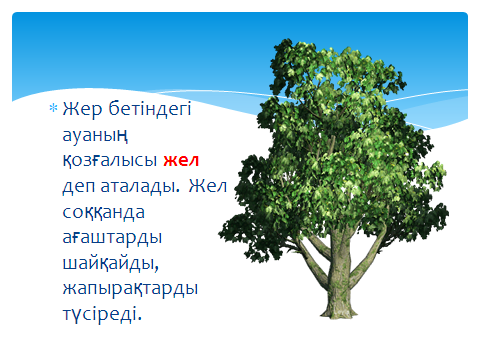 * Жер бетіндегі
ауаның
қозғалысы жел
деп аталады. Жел
соққанда
ағаштарды
шайқайды,
жапырақтарды
түсіреді.